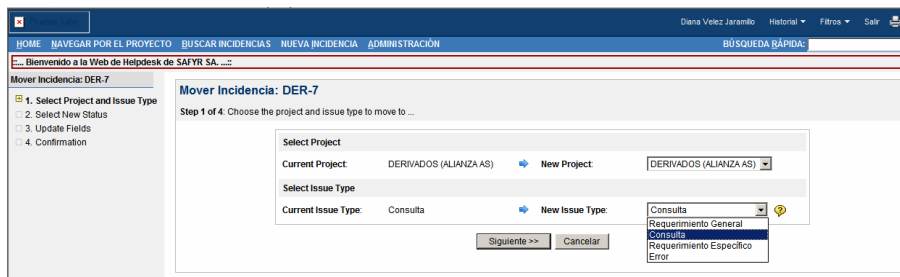 Diana Velez Jaramillo Historial Filtros Salir
HOME NAVEGAR POR EL PROYECTO BUSCAR INCIDENCIAS NUEVA INCIDENCIA ADMINISTRACIÓN BÚSQUEDA RÁPIDA:
::... Bienvenido a la Web de Helpdesk de SAFYR SA. ...::
Mover Incidencia: DER-7
1. Select Project and Issue Type
2. Select New Status
3. Update Fields
4. Confirmation
Mover Incidencia: DER-7
Step 1 of 4: Choose the project and issue type to move to ...
Select Project
Current Project: DERIVADOS (ALIANZA AS) New Project: DERIVADOS (ALIANZA AS)
Select Issue Type
Current Issue Type: Consulta New Issue Type: Consulta
Requerimiento General
Consulta
Requerimiento Específico
Error
Siguiente >> Cancelar